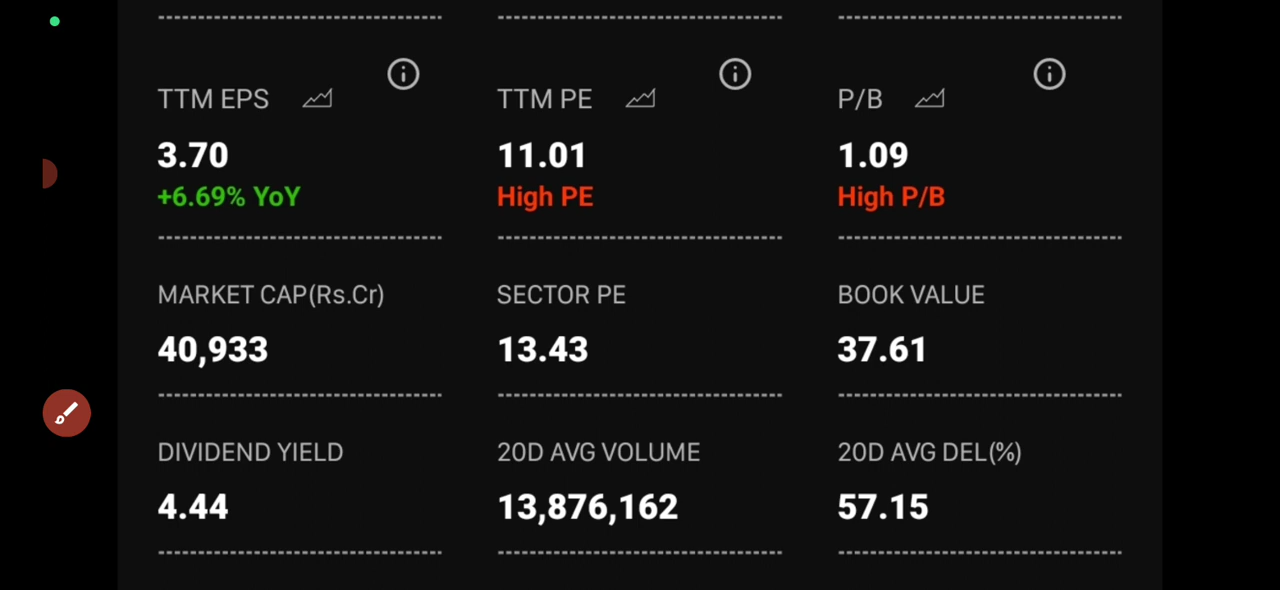 TTM EPS TTM PE P/B
3.70 11.01 1.09
+6.69% YoY High PE High P/B
MARKET CAP(Rs.Cr) SECTOR PE BOOK VALUE
40,933 13.43 37.61
DIVIDEND YIELD 20D AVG VOLUME 20D AVG DEL(%)
4.44 13,876,162 57.15